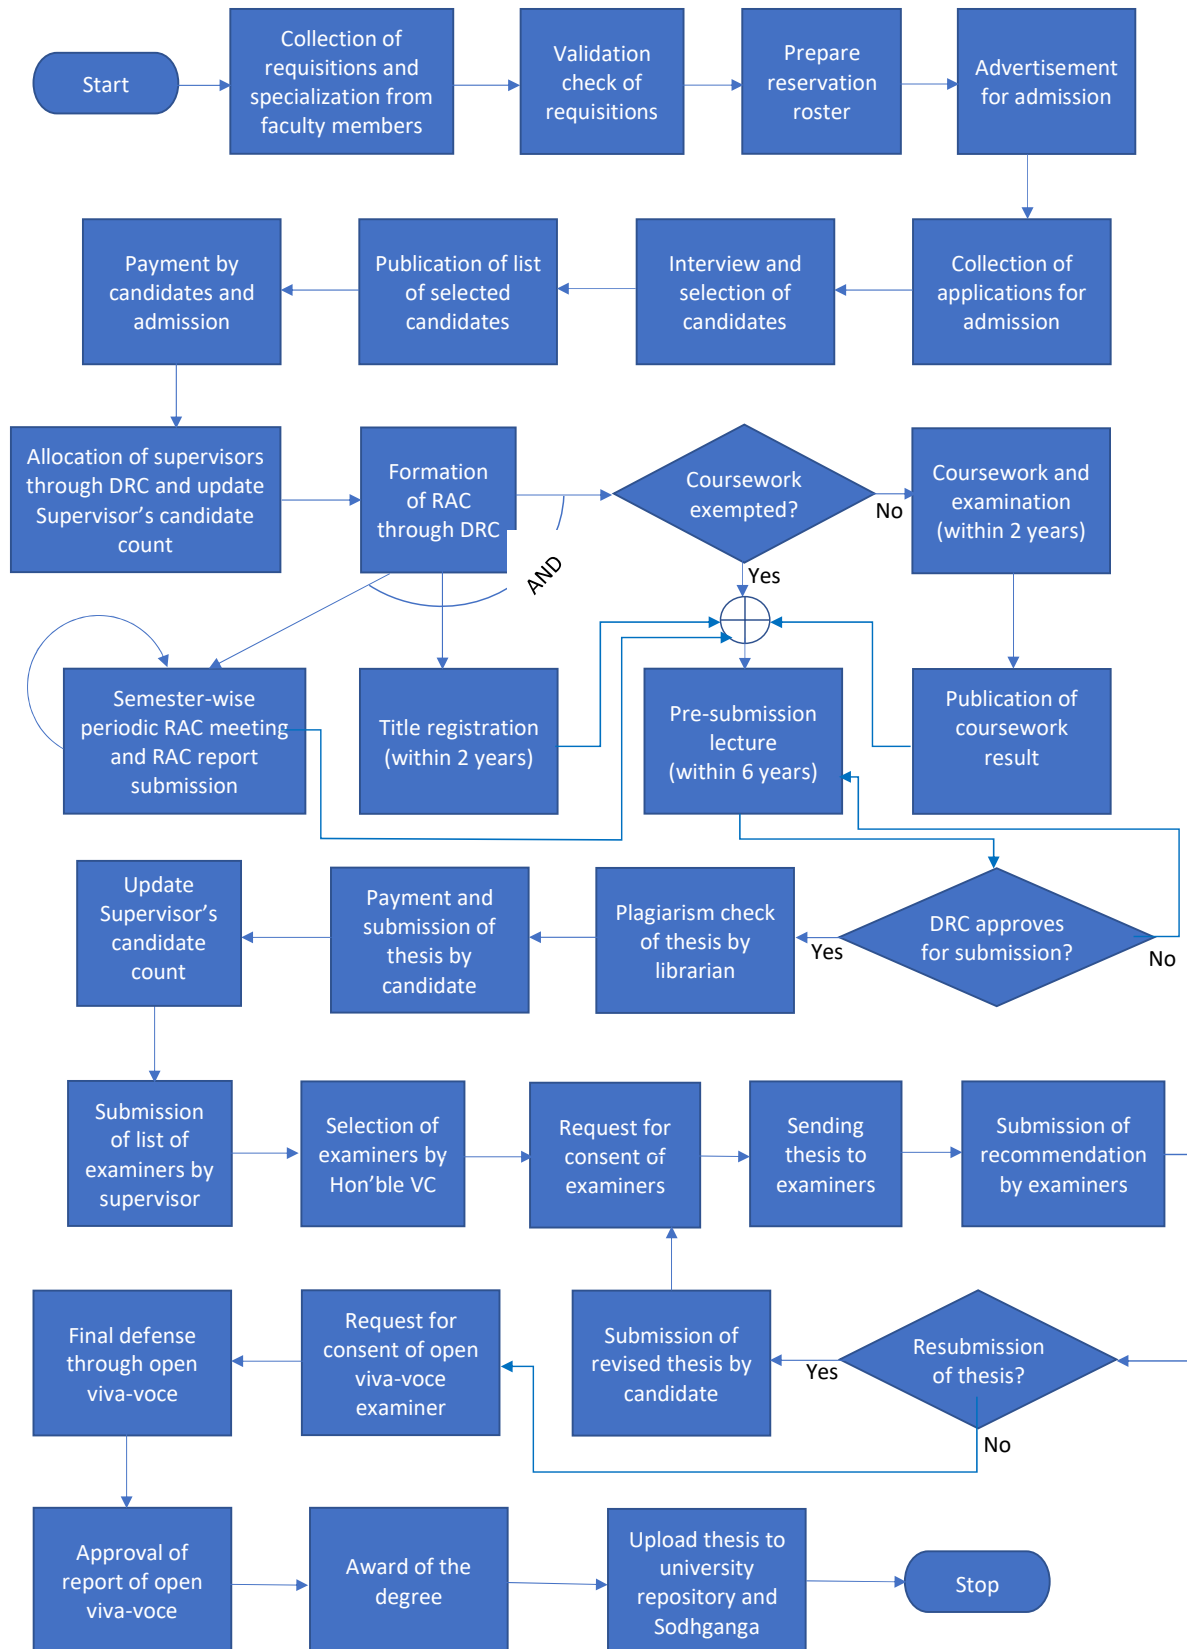 Start
Collection of
requisitions and
specialization from
faculty members
Validation
check of
requisitions
Prepare
reservation
roster
Advertisement
for admission
Payment by
candidates and
admission
Publication of list
of selected
candidates
Interview and
selection of
candidates
Collection of
applications for
admission
Allocation of supervisors
through DRC and update
Supervisor’s candidate
count
Formation
of RAC
through DRC
AND
Coursework
exempted?
No
Yes
Coursework and
examination
(within 2 years)
Semester-wise
periodic RAC meeting
and RAC report
submission
Title registration
(within 2 years)
Pre-submission
lecture
(within 6 years)
Publication of
coursework
result
Update
Supervisor’s
candidate
count
Payment and
submission of
thesis by
candidate
Plagiarism check
of thesis by
librarian
Yes
DRC approves
for submission?
No
Submission
of list of
examiners by
supervisor
Selection of
examiners by
Hon’ble VC
Request for
consent of
examiners
Sending
thesis to
examiners
Submission of
recommendation
by examiners
Final defense
through open
viva-voce
Request for
consent of open
viva-voce
examiner
Submission of
revised thesis by
candidate
Yes
Resubmission
of thesis?
No
Approval of
report of open
viva-voce
Award of the
degree
Upload thesis to
university
repository and
Sodhganga
Stop